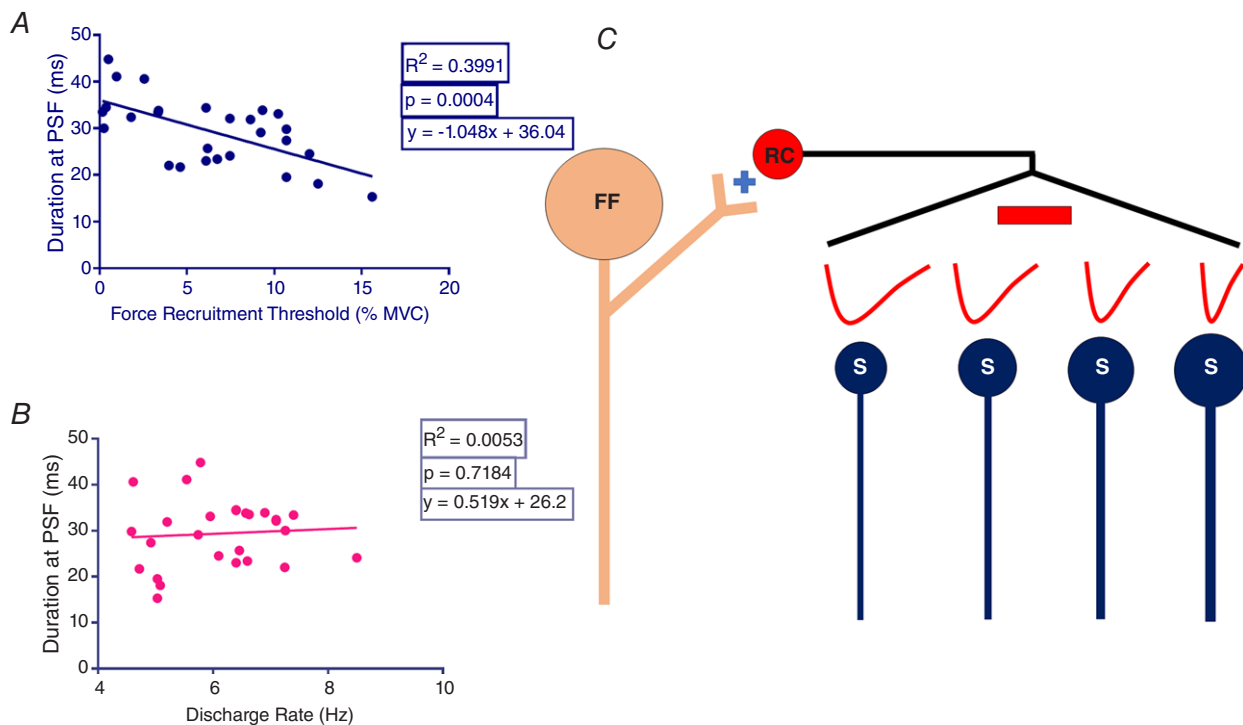 A
Duration at PSF (ms)
50
40
30
20
10
0
0
5
10
15
20
Force Recruitment Threshold (% MVC)
R² = 0.3991
p = 0.0004
y = -1.048x + 36.04
B
Duration at PSF (ms)
50
40
30
20
10
0
4
6
8
10
Discharge Rate (Hz)
R² = 0.0053
p = 0.7184
y = 0.519x + 26.2
C
FF
+
RC
S
S
S
S